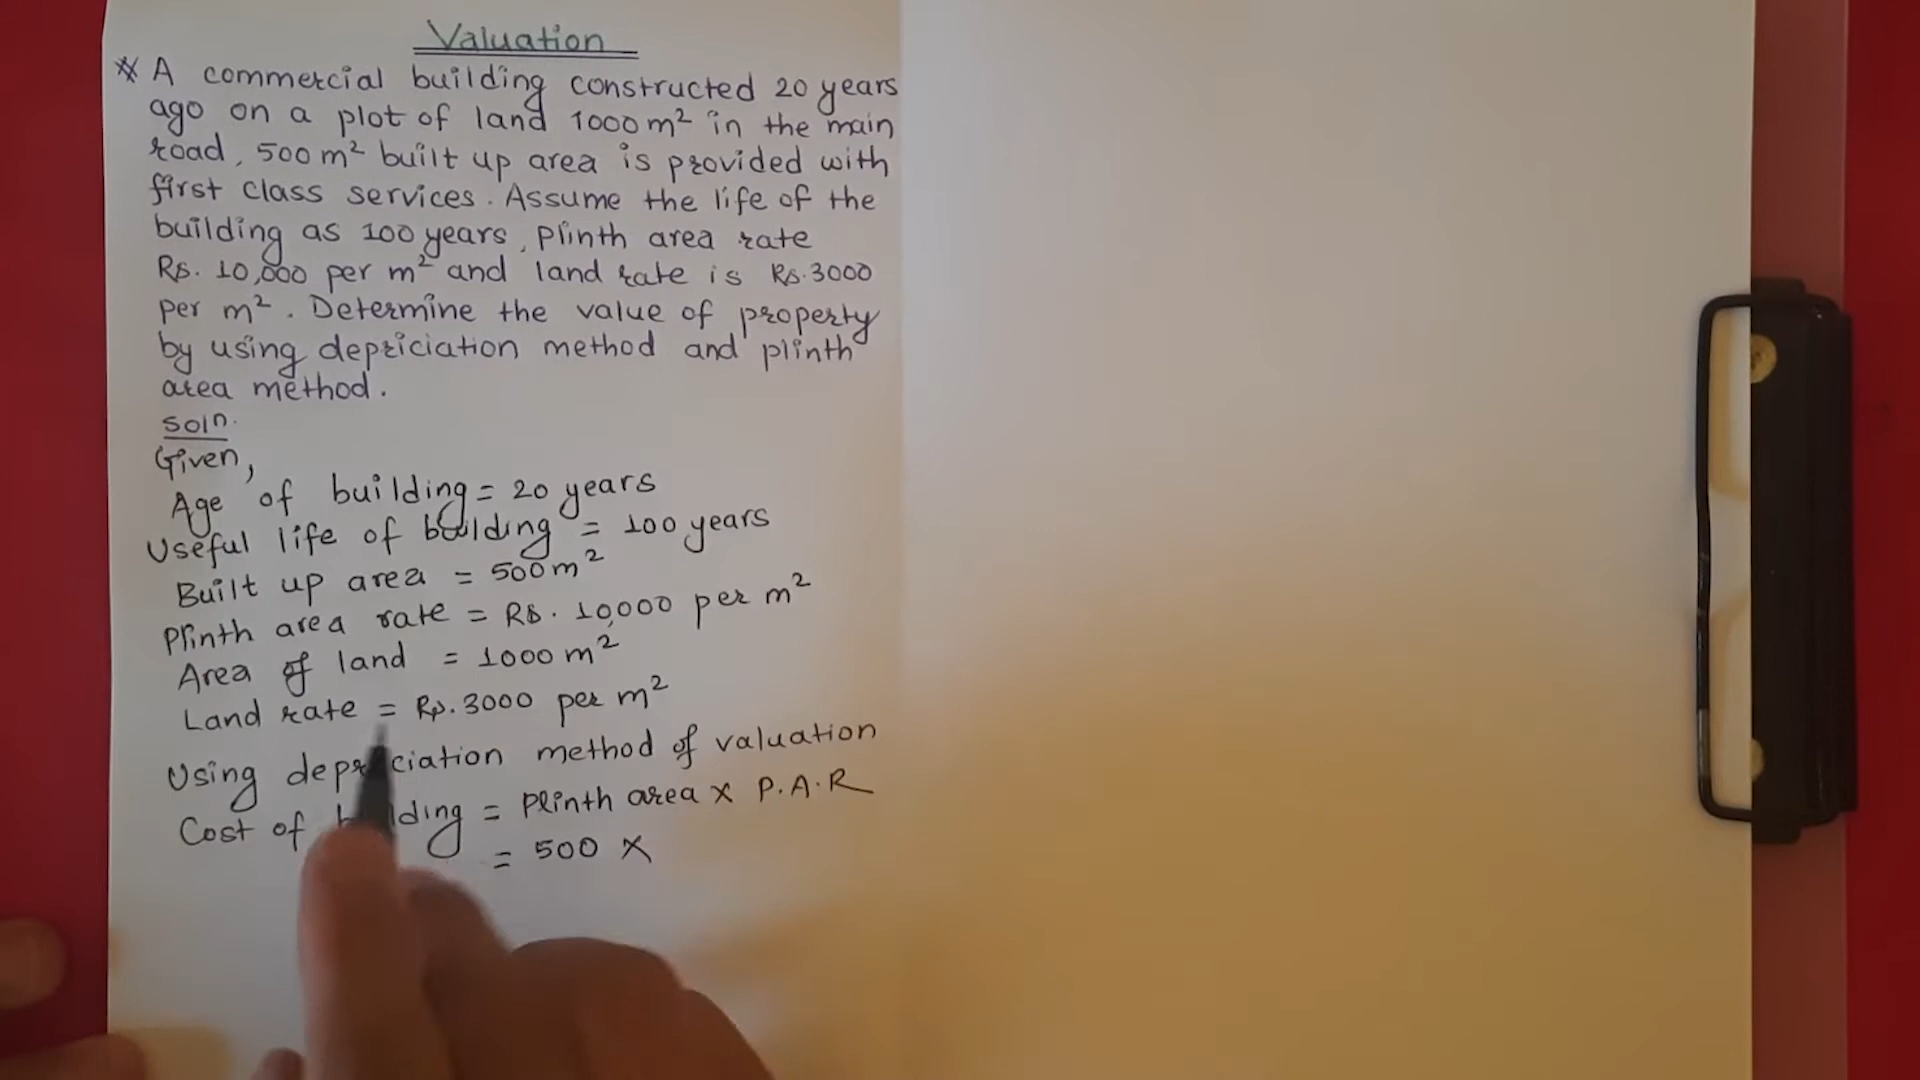 Valuation
* A commercial building constructed 20 years
ago on a plot of land 1000 m² in the main
road, 500 m² built up area is provided with
first class services. Assume the life of the
building as 100 years, Plinth area rate
Rs. 10,000 per m² and land rate is Rs. 3000
per m². Determine the value of property
by using depriciation method and plinth
area method.
Soln.
Given,
Age of building = 20 years
Useful life of building = 100 years
Built up area = 500 m²
Plinth area rate = Rs. 10,000 per m²
Area of land = 1000 m²
Land rate = Rs. 3000 per m²
Using method of valuation
Cost of = Plinth area x P.A.R
= 500 x